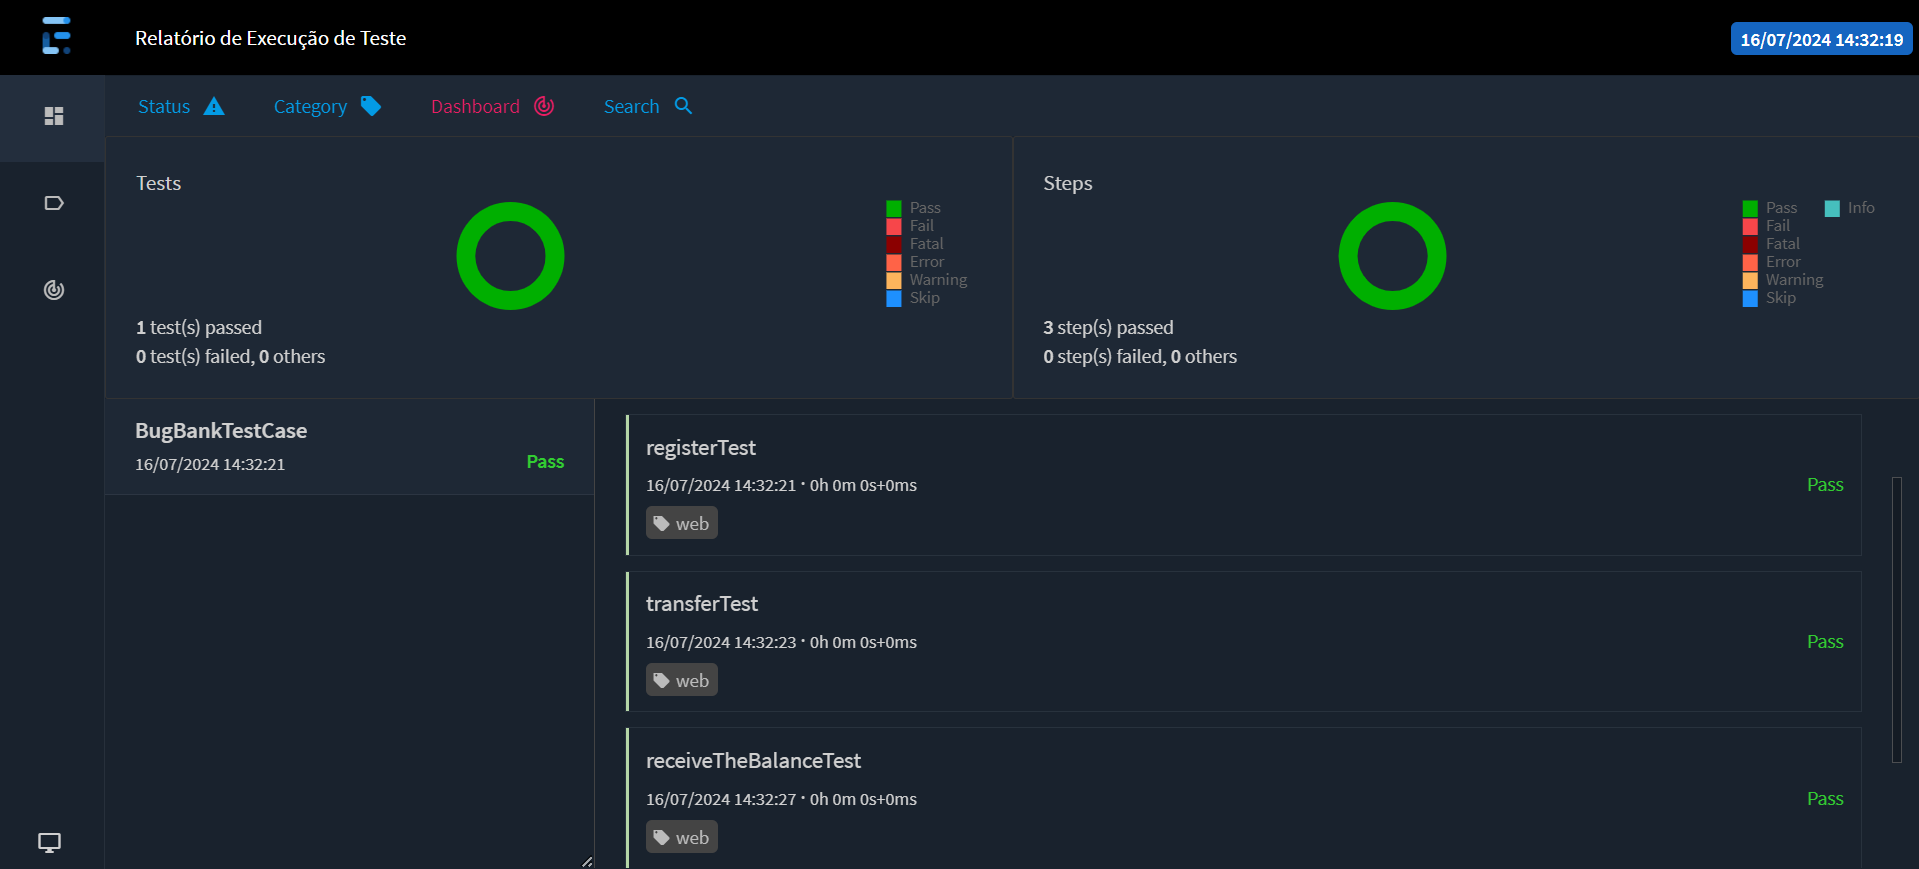 Relatório de Execução de Teste
16/07/2024 14:32:19
Status
Category
Dashboard
Search
Tests
Pass
Fail
Fatal
Error
Warning
Skip
1 test(s) passed
0 test(s) failed, 0 others
Steps
Pass
Info
Fail
Fatal
Error
Warning
Skip
3 step(s) passed
0 step(s) failed, 0 others
BugBankTestCase
16/07/2024 14:32:21
Pass
registerTest
16/07/2024 14:32:21 · 0h 0m 0s+0ms
Pass
web
transferTest
16/07/2024 14:32:23 · 0h 0m 0s+0ms
Pass
web
receiveTheBalanceTest
16/07/2024 14:32:27 · 0h 0m 0s+0ms
Pass
web